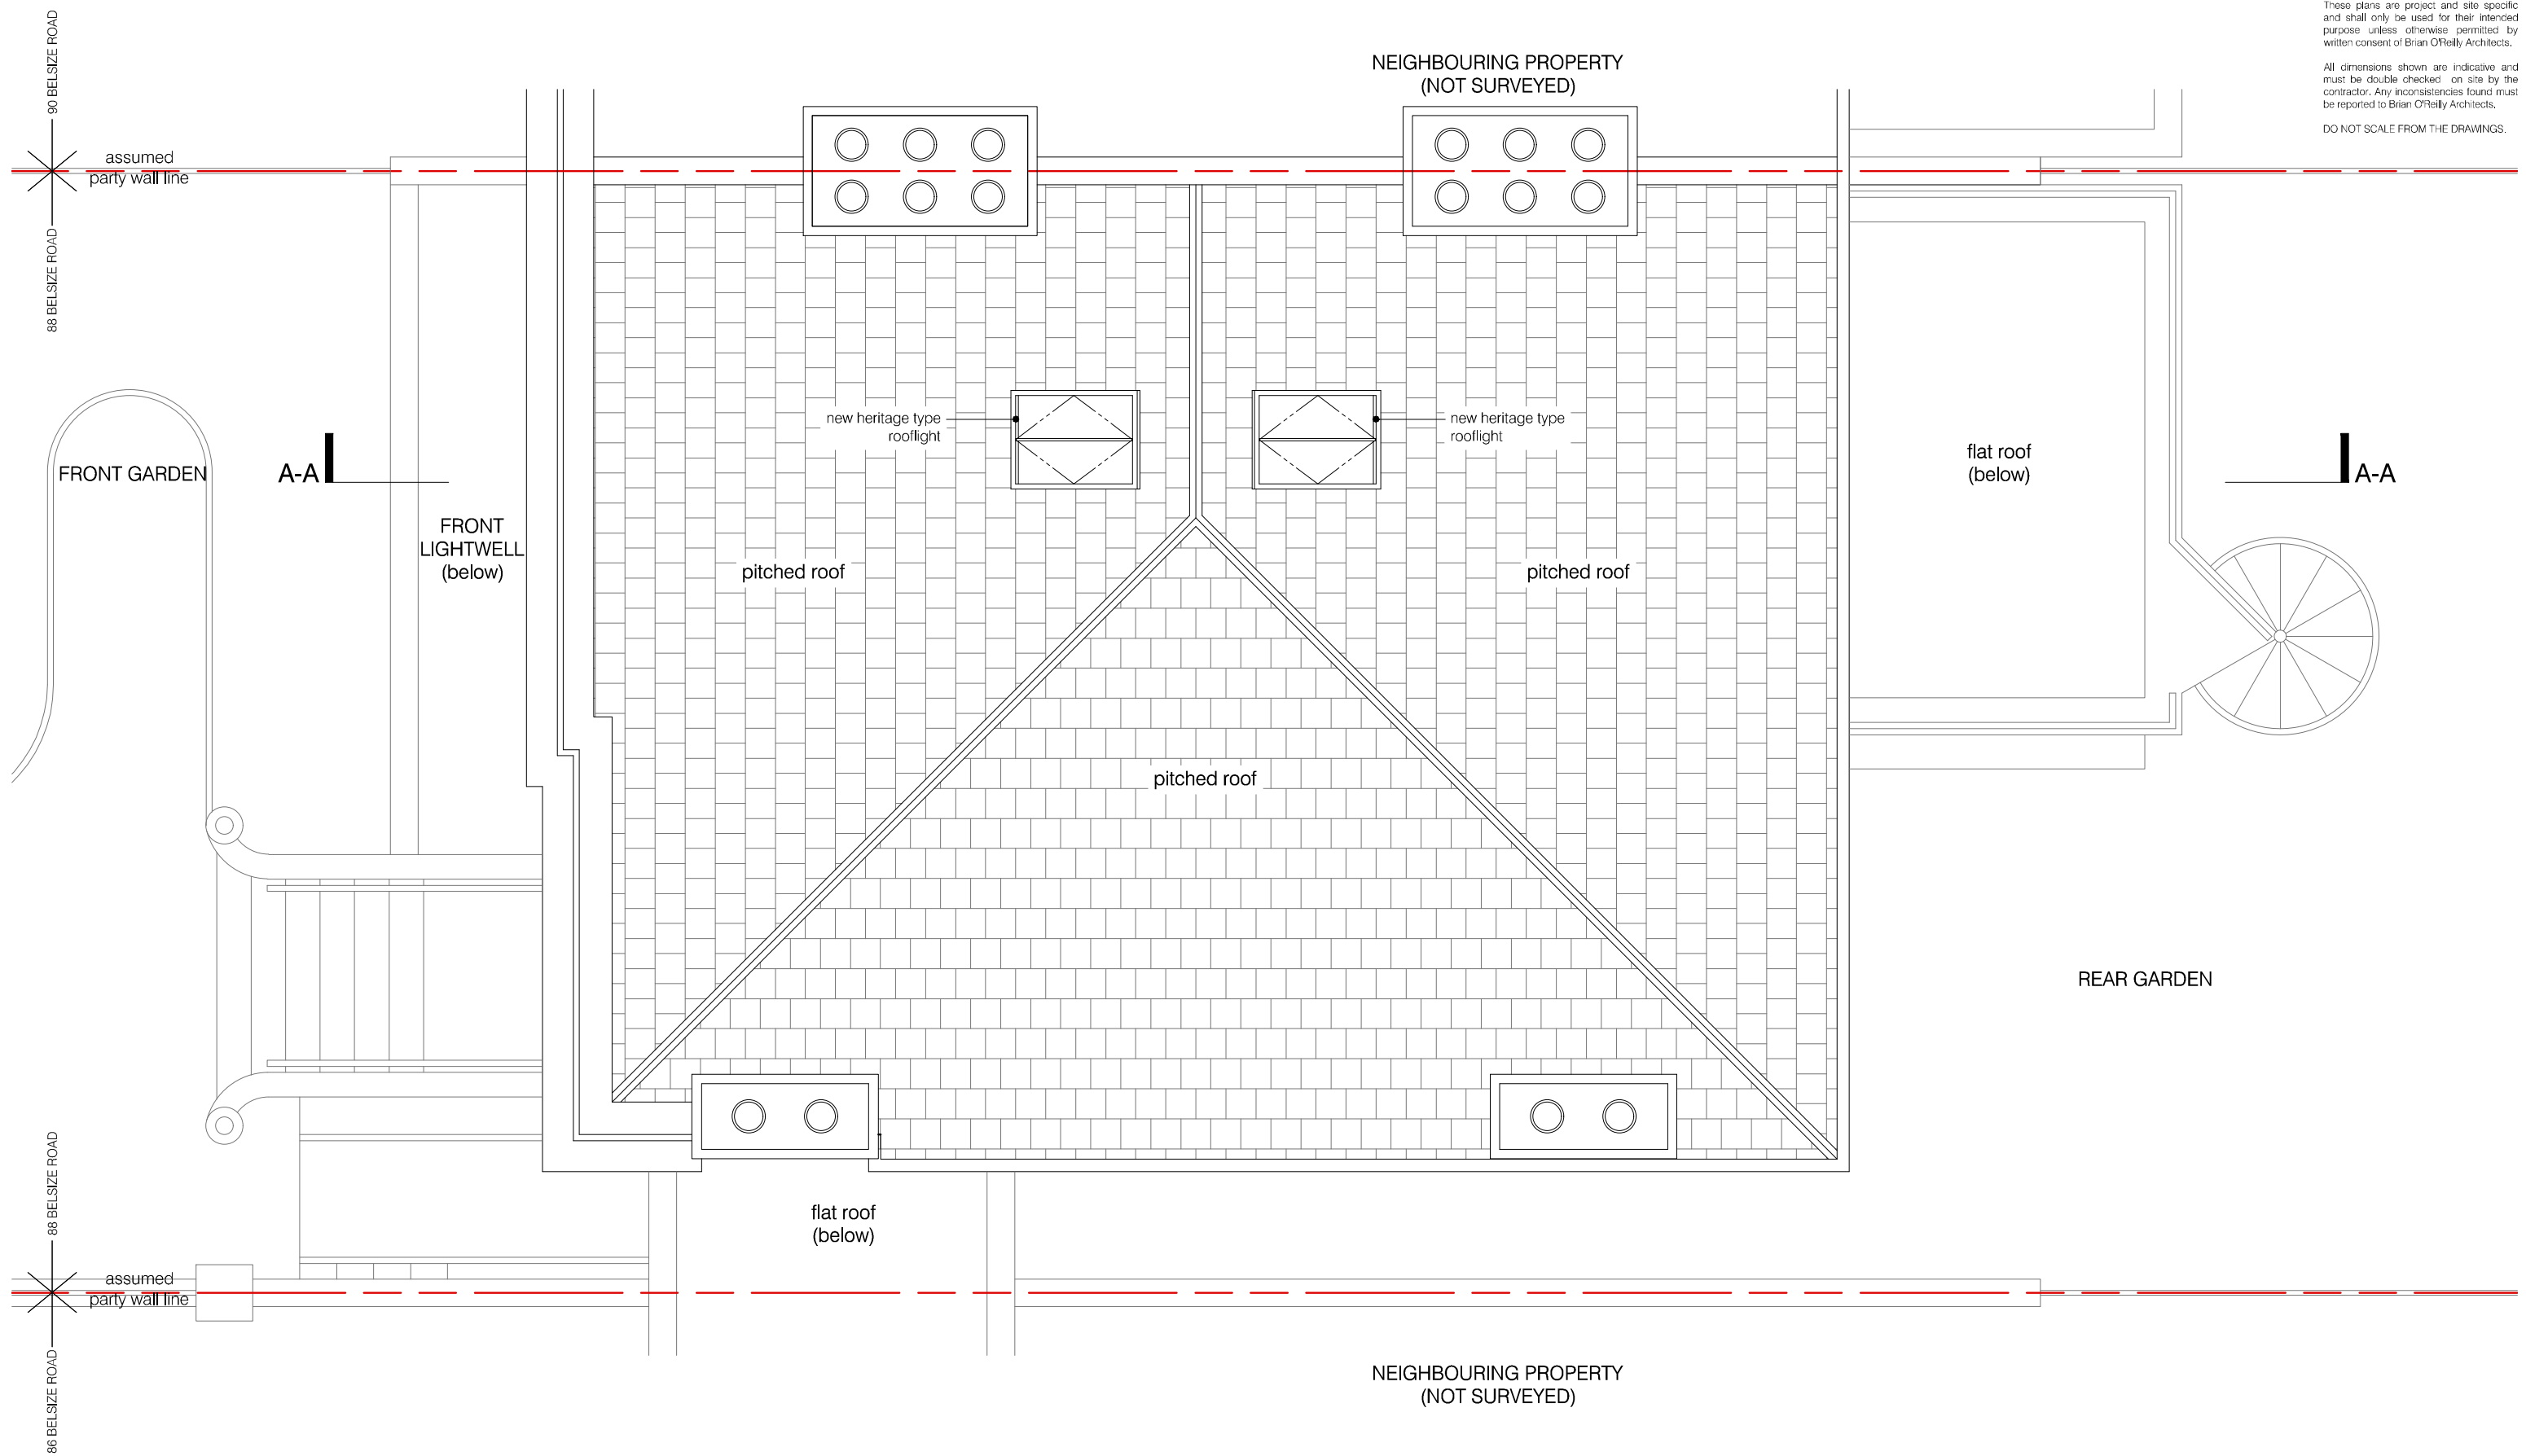 These plans are project and site specific
and shall only be used for their intended
purpose unless otherwise permitted by
written consent of Brian O'Reilly Architects.
All dimensions shown are indicative and
must be double checked on site by the
contractor. Any inconsistencies found must
be reported to Brian O'Reilly Architects.
DO NOT SCALE FROM THE DRAWINGS.
90 BELSIZE ROAD
NEIGHBOURING PROPERTY
(NOT SURVEYED)
assumed
party wall line
88 BELSIZE ROAD
new heritage type
rooflight
new heritage type
rooflight
FRONT GARDEN
A-A
flat roof
(below)
A-A
FRONT
LIGHTWELL
(below)
pitched roof
pitched roof
pitched roof
REAR GARDEN
88 BELSIZE ROAD
flat roof
(below)
assumed
party wall line
86 BELSIZE ROAD
NEIGHBOURING PROPERTY
(NOT SURVEYED)